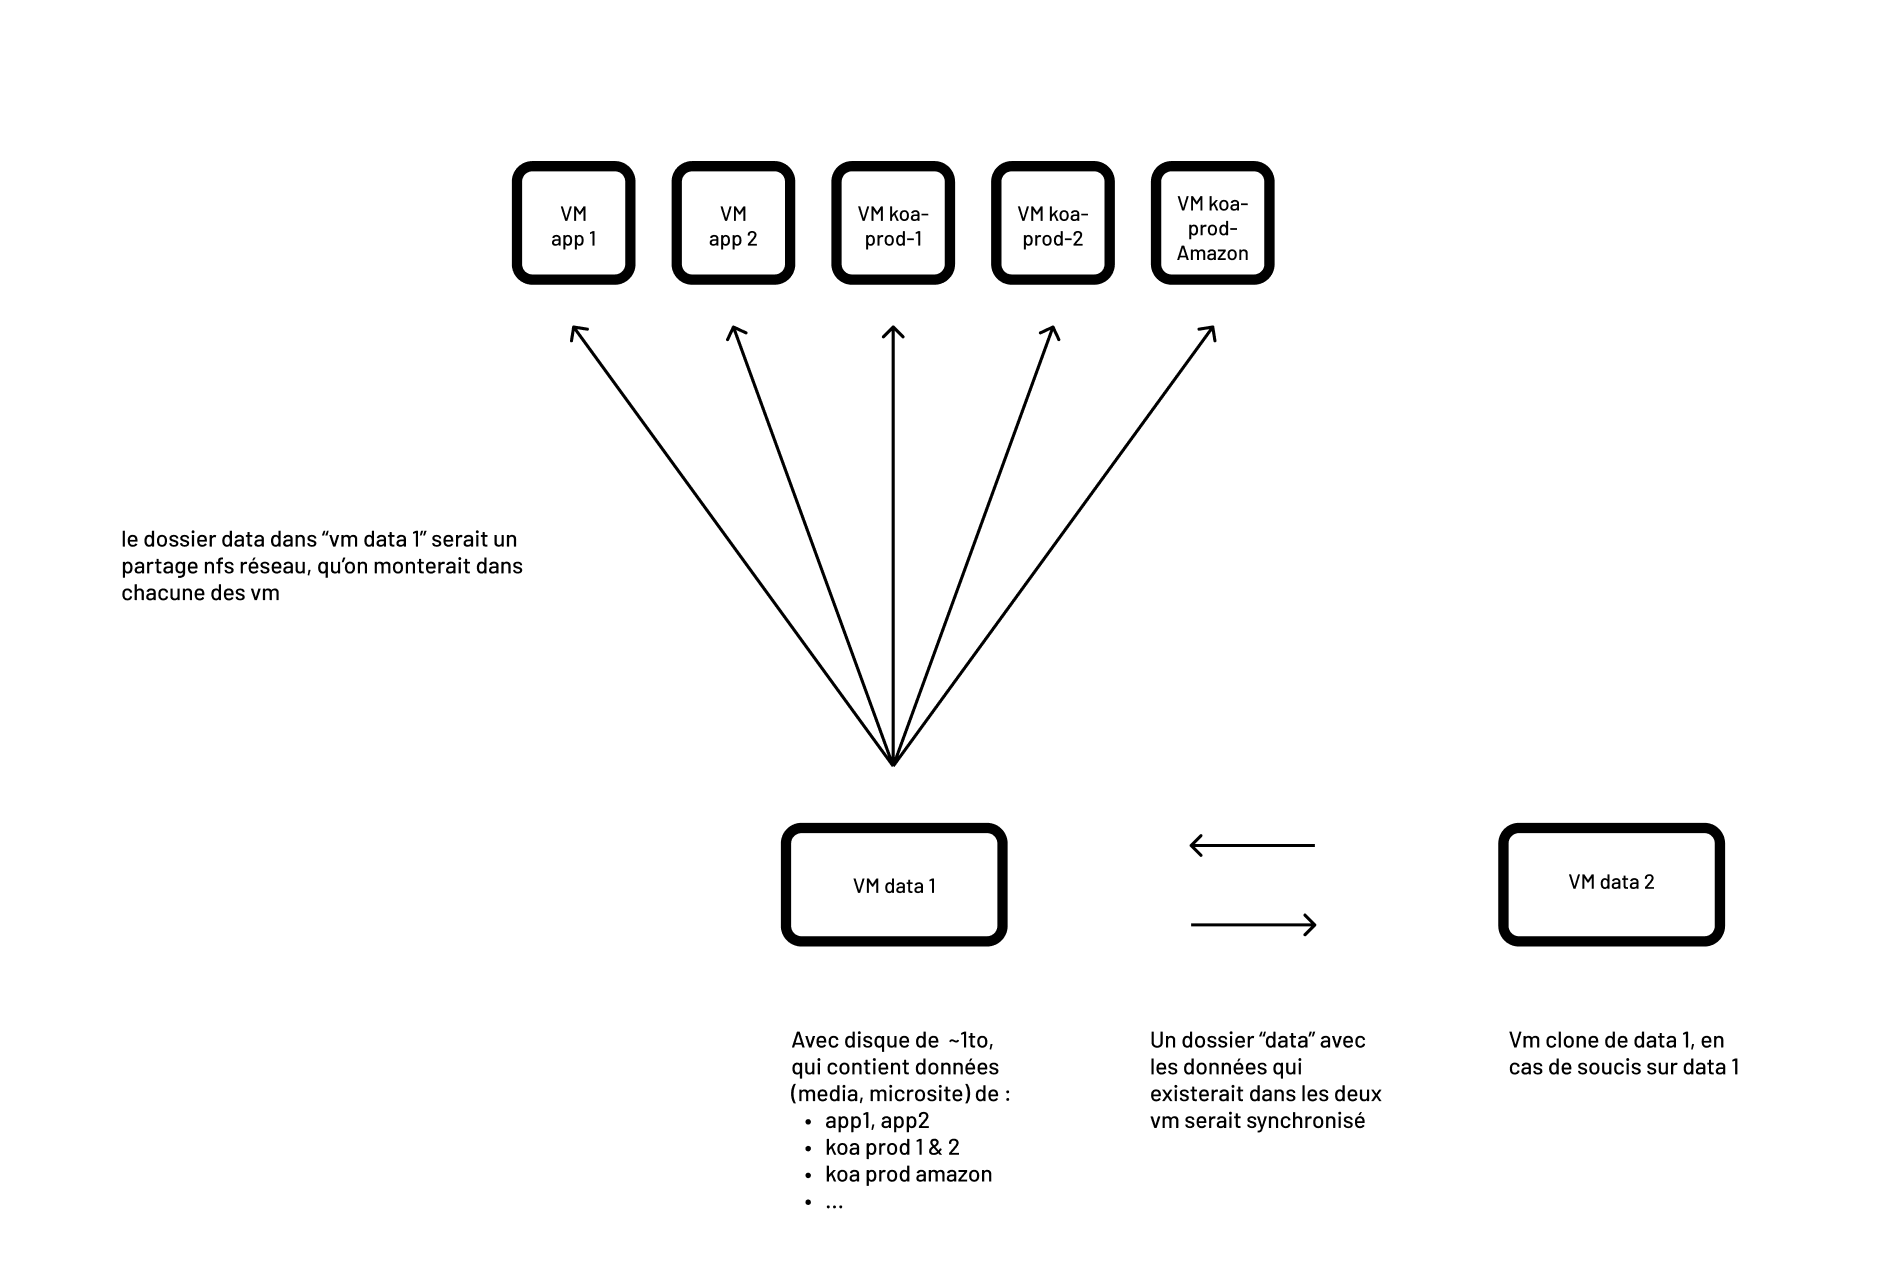 VM
app 1
VM
app 2
VM koa-
prod-1
VM koa-
prod-2
VM koa-
prod-
Amazon
le dossier data dans “vm data 1” serait un
partage nfs réseau, qu’on monterait dans
chacune des vm
VM data 1
VM data 2
Avec disque de ~1to,
qui contient données
(media, microsite) de :
• app1, app2
• koa prod 1 & 2
• koa prod amazon
• ...
Un dossier “data” avec
les données qui
existerait dans les deux
vm serait synchronisé
Vm clone de data 1, en
cas de soucis sur data 1